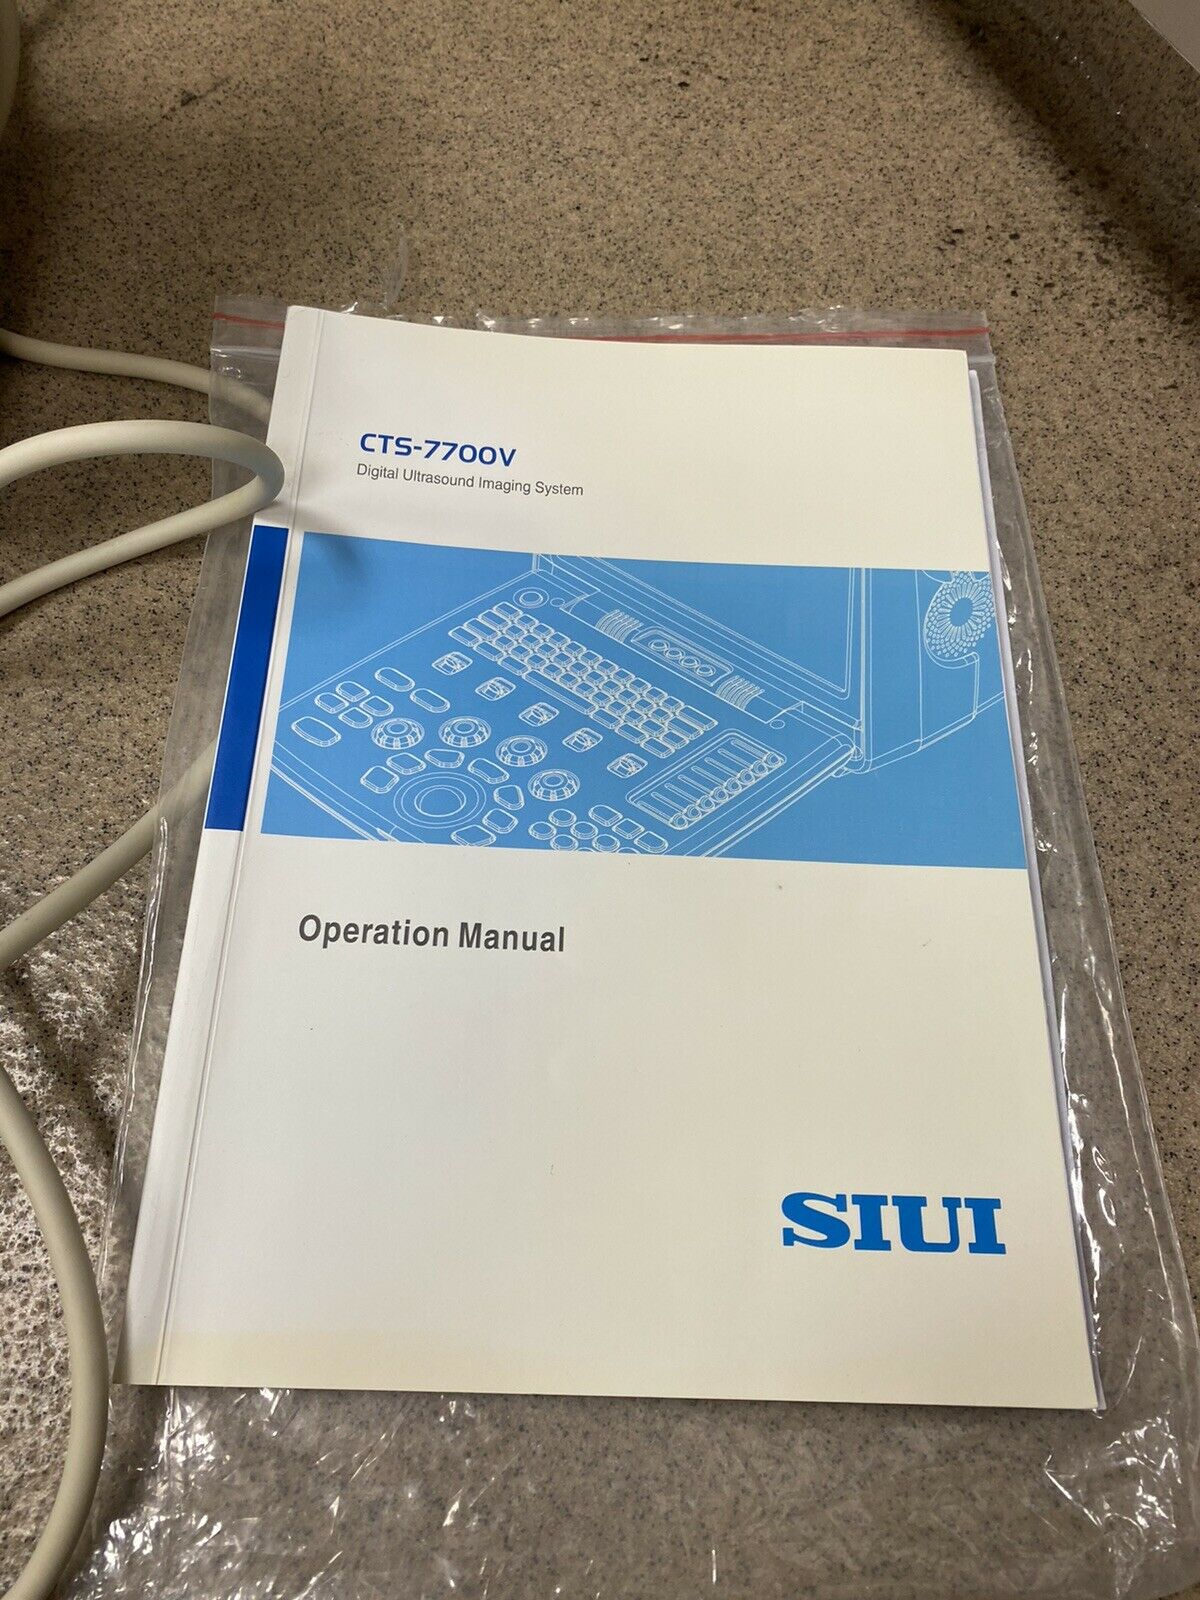 CTS-7700V
Digital Ultrasound Imaging System
Operation Manual
SIUI